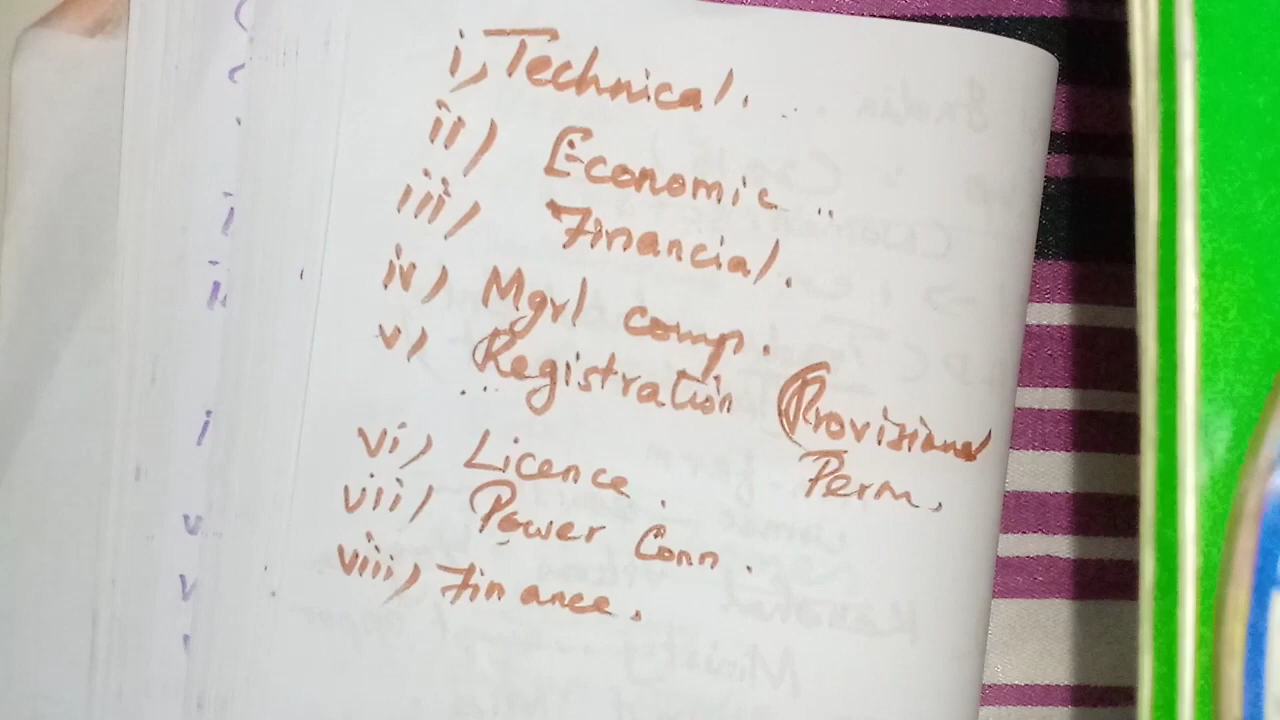 i) Technical.
ii) Economic
iii) Financial.
iv) Mgrl comp.
v) Registration (Provisional
Perm.
vi) Licence.
vii) Power Conn.
viii) Finance.